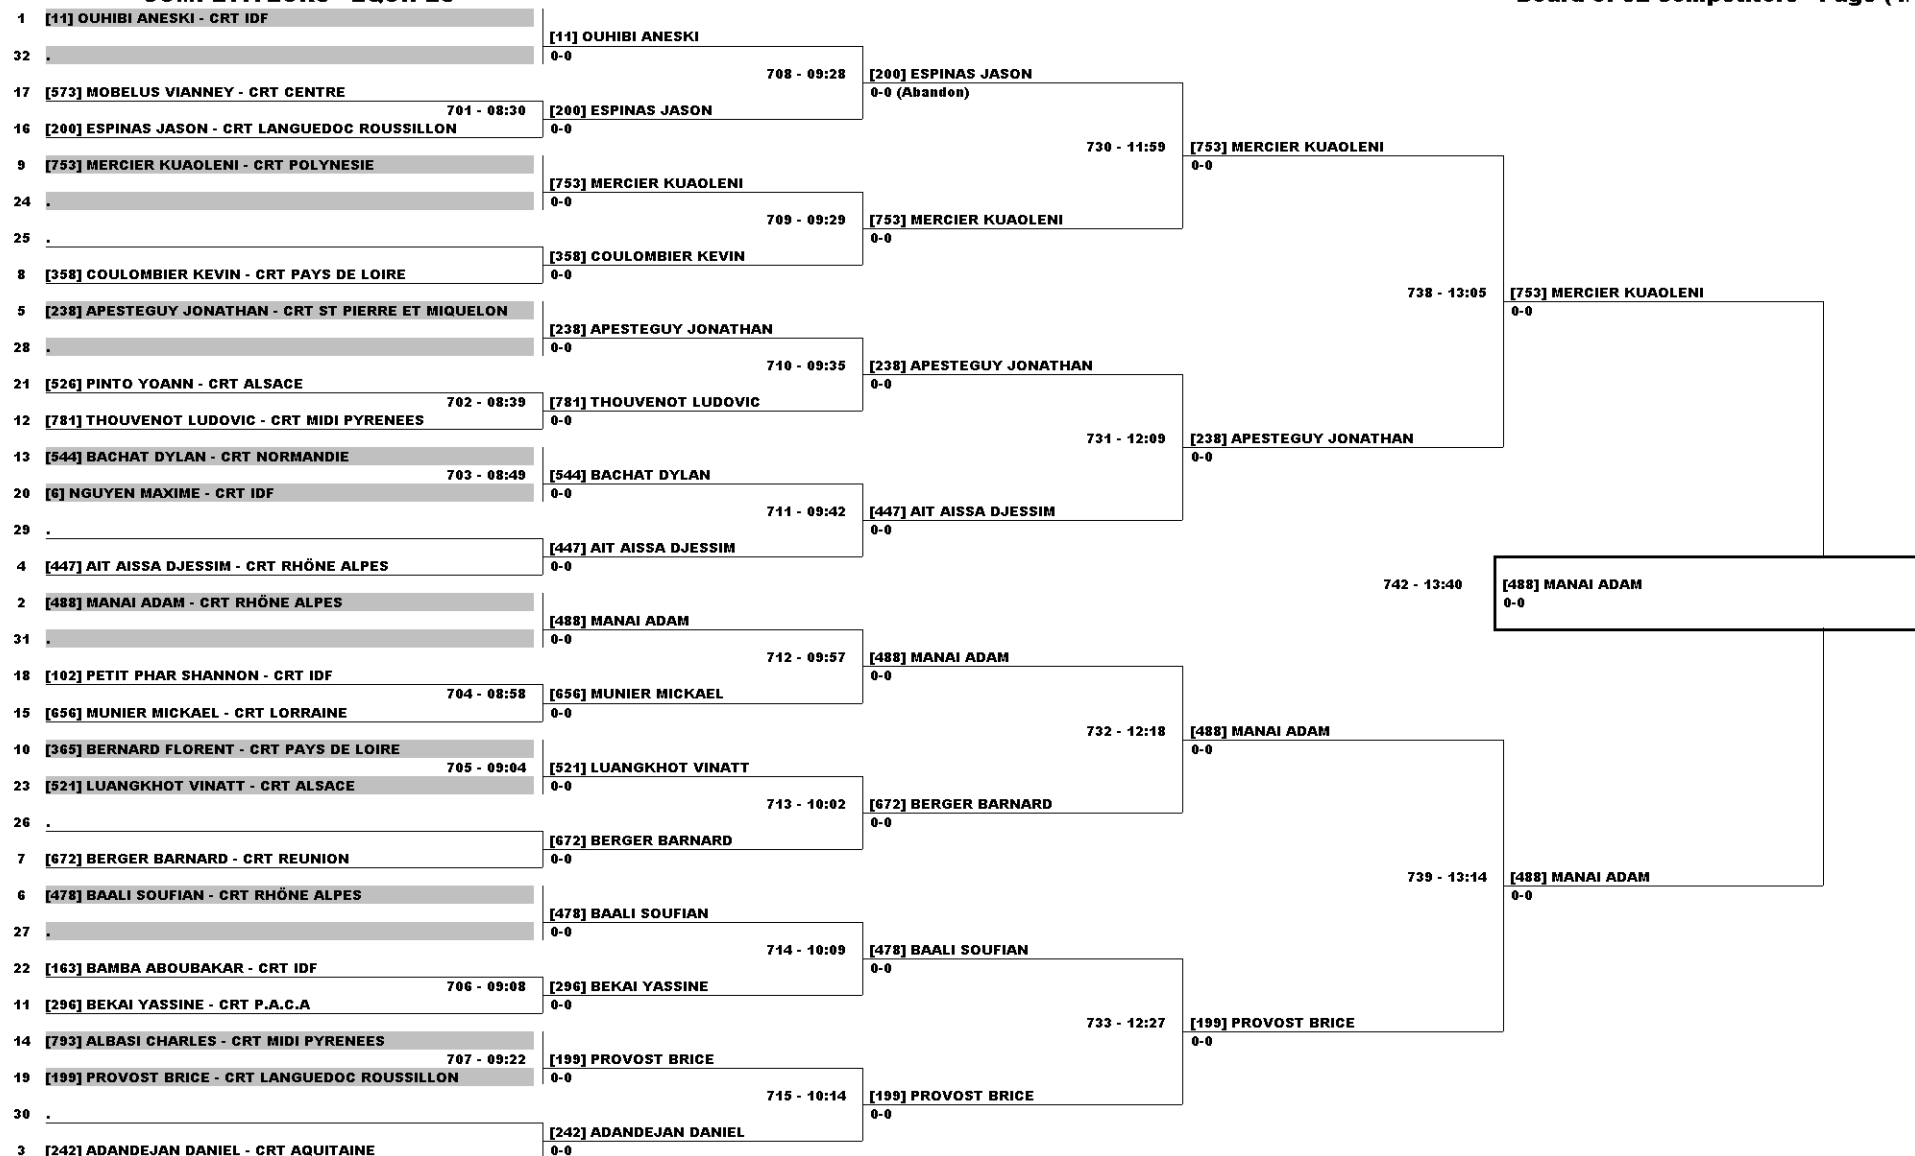 1 [11] OUHIBI ANESKI - CRT IDF
[11] OUHIBI ANESKI
32 . 0-0
708 - 09:28 [200] ESPINAS JASON
17 [573] MOBELUS VIANNEY - CRT CENTRE 0-0 (Abandon)
701 - 08:30 [200] ESPINAS JASON
16 [200] ESPINAS JASON - CRT LANGUEDOC ROUSSILLON 0-0
730 - 11:59 [753] MERCIER KUAOLENI
9 [753] MERCIER KUAOLENI - CRT POLYNESIE 0-0
[753] MERCIER KUAOLENI
24 . 0-0
709 - 09:29 [753] MERCIER KUAOLENI
25 . 0-0
[358] COULOMBIER KEVIN
8 [358] COULOMBIER KEVIN - CRT PAYS DE LOIRE 0-0
738 - 13:05 [753] MERCIER KUAOLENI
5 [238] APESTEGUY JONATHAN - CRT ST PIERRE ET MIQUELON 0-0
[238] APESTEGUY JONATHAN
28 . 0-0
710 - 09:35 [238] APESTEGUY JONATHAN
21 [526] PINTO YOANN - CRT ALSACE 0-0
702 - 08:39 [781] THOUVENOT LUDOVIC
12 [781] THOUVENOT LUDOVIC - CRT MIDI PYRENEES 0-0
731 - 12:09 [238] APESTEGUY JONATHAN
13 [544] BACHAT DYLAN - CRT NORMANDIE 0-0
703 - 08:49 [544] BACHAT DYLAN
20 [6] NGUYEN MAXIME - CRT IDF 0-0
711 - 09:42 [447] AIT AISSA DJESSIM
29 . 0-0
[447] AIT AISSA DJESSIM
4 [447] AIT AISSA DJESSIM - CRT RHÖNE ALPES 0-0
742 - 13:40 [488] MANAI ADAM
2 [488] MANAI ADAM - CRT RHÖNE ALPES 0-0
[488] MANAI ADAM
31 . 0-0
712 - 09:57 [488] MANAI ADAM
18 [102] PETIT PHAR SHANNON - CRT IDF 0-0
704 - 08:58 [656] MUNIER MICKAEL
15 [656] MUNIER MICKAEL - CRT LORRAINE 0-0
732 - 12:18 [488] MANAI ADAM
10 [365] BERNARD FLORENT - CRT PAYS DE LOIRE 0-0
705 - 09:04 [521] LUANGKHOT VINATT
23 [521] LUANGKHOT VINATT - CRT ALSACE 0-0
713 - 10:02 [672] BERGER BARNARD
26 . 0-0
[672] BERGER BARNARD
7 [672] BERGER BARNARD - CRT REUNION 0-0
739 - 13:14 [488] MANAI ADAM
6 [478] BAALI SOUFIAN - CRT RHÖNE ALPES 0-0
[478] BAALI SOUFIAN
27 . 0-0
714 - 10:09 [478] BAALI SOUFIAN
22 [163] BAMBA ABOUBAKAR - CRT IDF 0-0
706 - 09:08 [296] BEKAI YASSINE
11 [296] BEKAI YASSINE - CRT P.A.C.A 0-0
733 - 12:27 [199] PROVOST BRICE
14 [793] ALBASI CHARLES - CRT MIDI PYRENEES 0-0
707 - 09:22 [199] PROVOST BRICE
19 [199] PROVOST BRICE - CRT LANGUEDOC ROUSSILLON 0-0
715 - 10:14 [199] PROVOST BRICE
30 . 0-0
[242] ADANDEJAN DANIEL
3 [242] ADANDEJAN DANIEL - CRT AQUITAINE 0-0